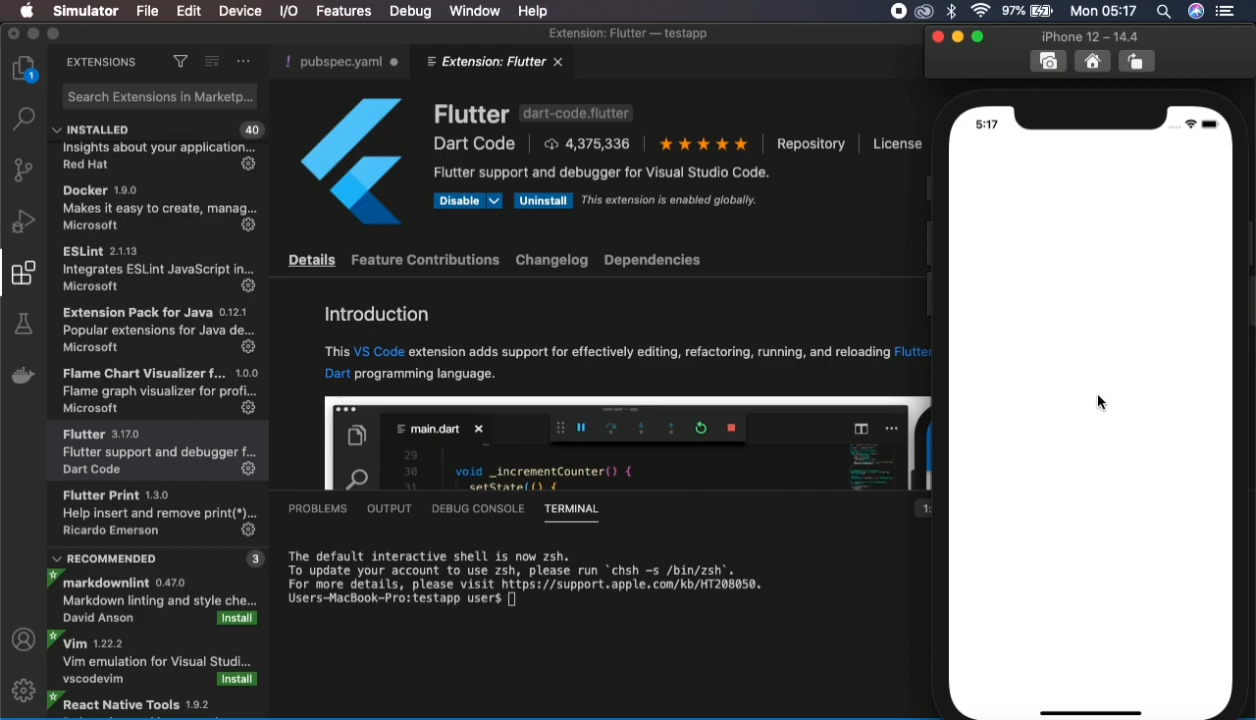 Simulator File Edit Device I/O Features Debug Window Help 97% Mon 05:17
Extension: Flutter — testapp
iPhone 12 – 14.4
EXTENSIONS
pubspec.yaml
Extension: Flutter
1
Search Extensions in Marketp...
INSTALLED 40
Insights about your application...
Red Hat
Docker 1.9.0
Makes it easy to create, manag...
Microsoft
ESLint 2.1.13
Integrates ESLint JavaScript in...
Microsoft
Extension Pack for Java 0.12.1
Popular extensions for Java de...
Microsoft
Flame Chart Visualizer f... 1.0.0
Flame graph visualizer for profi...
Microsoft
Flutter 3.17.0
Flutter support and debugger f...
Dart Code
Flutter Print 1.3.0
Help insert and remove print(*)...
Ricardo Emerson
RECOMMENDED 3
markdownlint 0.47.0
Markdown linting and style che...
David Anson Install
Vim 1.22.2
Vim emulation for Visual Studi...
vscodevim Install
React Native Tools 1.9.2
Flutter dart-code.flutter
Dart Code 4,375,336 Repository License
Flutter support and debugger for Visual Studio Code.
Disable Uninstall This extension is enabled globally.
Details Feature Contributions Changelog Dependencies
Introduction
This VS Code extension adds support for effectively editing, refactoring, running, and reloading Flutter
Dart programming language.
main.dart — app
main.dart
29
30 void _incrementCounter() {
31 setState(() {
PROBLEMS OUTPUT DEBUG CONSOLE TERMINAL 1:
The default interactive shell is now zsh.
To update your account to use zsh, please run `chsh -s /bin/zsh`.
For more details, please visit https://support.apple.com/kb/HT208050.
Users-MacBook-Pro:testapp user$
5:17